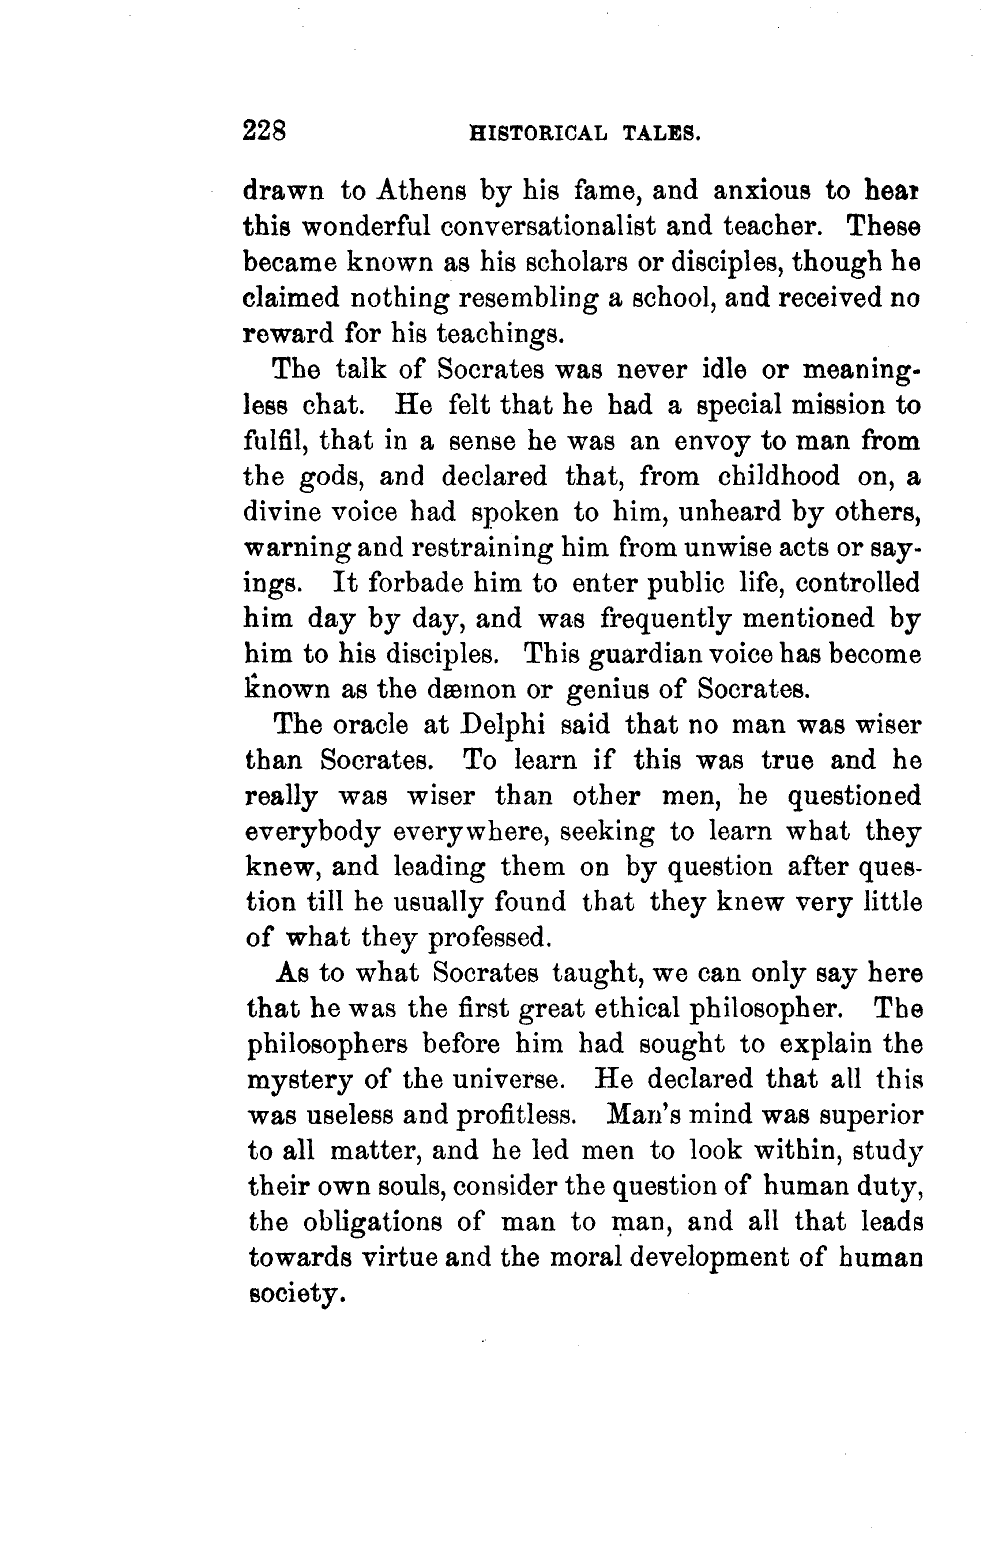 228 HISTORICAL TALES.
drawn to Athens by his fame, and anxious to hear
this wonderful conversationalist and teacher. These
became known as his scholars or disciples, though he
claimed nothing resembling a school, and received no
reward for his teachings.
The talk of Socrates was never idle or meaning-
less chat. He felt that he had a special mission to
fulfil, that in a sense he was an envoy to man from
the gods, and declared that, from childhood on, a
divine voice had spoken to him, unheard by others,
warning and restraining him from unwise acts or say-
ings. It forbade him to enter public life, controlled
him day by day, and was frequently mentioned by
him to his disciples. This guardian voice has become
known as the dæmon or genius of Socrates.
The oracle at Delphi said that no man was wiser
than Socrates. To learn if this was true and he
really was wiser than other men, he questioned
everybody everywhere, seeking to learn what they
knew, and leading them on by question after ques-
tion till he usually found that they knew very little
of what they professed.
As to what Socrates taught, we can only say here
that he was the first great ethical philosopher. The
philosophers before him had sought to explain the
mystery of the universe. He declared that all this
was useless and profitless. Man's mind was superior
to all matter, and he led men to look within, study
their own souls, consider the question of human duty,
the obligations of man to man, and all that leads
towards virtue and the moral development of human
society.